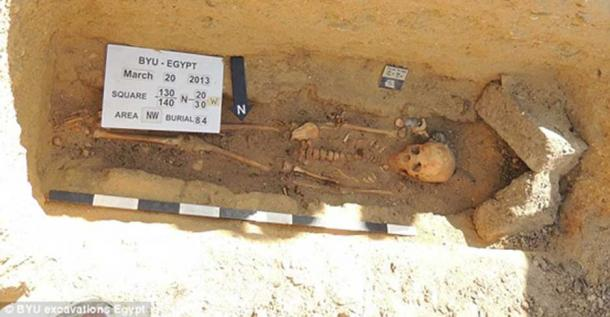 BYU - EGYPT
March 20 2013
SQUARE 130 N 20 W
140 30
AREA NW BURIAL 84
N
© BYU excavations Egypt